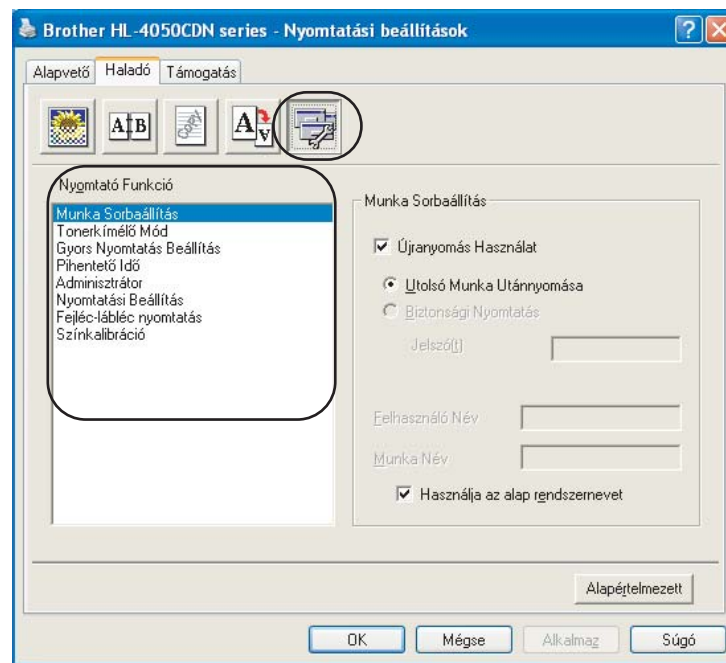 Brother HL-4050CDN series - Nyomtatási beállítások
Alapvető Haladó Támogatás
A B COPY A V
Nyomtató Funkció
Munka Sorbaállítás
Tonerkímélő Mód
Gyors Nyomtatás Beállítás
Pihentető Idő
Adminisztrátor
Nyomtatási Beállítás
Fejléc-lábléc nyomtatás
Színkalibráció
Munka Sorbaállítás
Újranyomás Használat
Utolsó Munka Utánnyomása
Biztonsági Nyomtatás
Jelszó(t)
Felhasználó Név
Munka Név
Használja az alap rendszernevet
Alapértelmezett
OK Mégse Alkalmaz Súgó